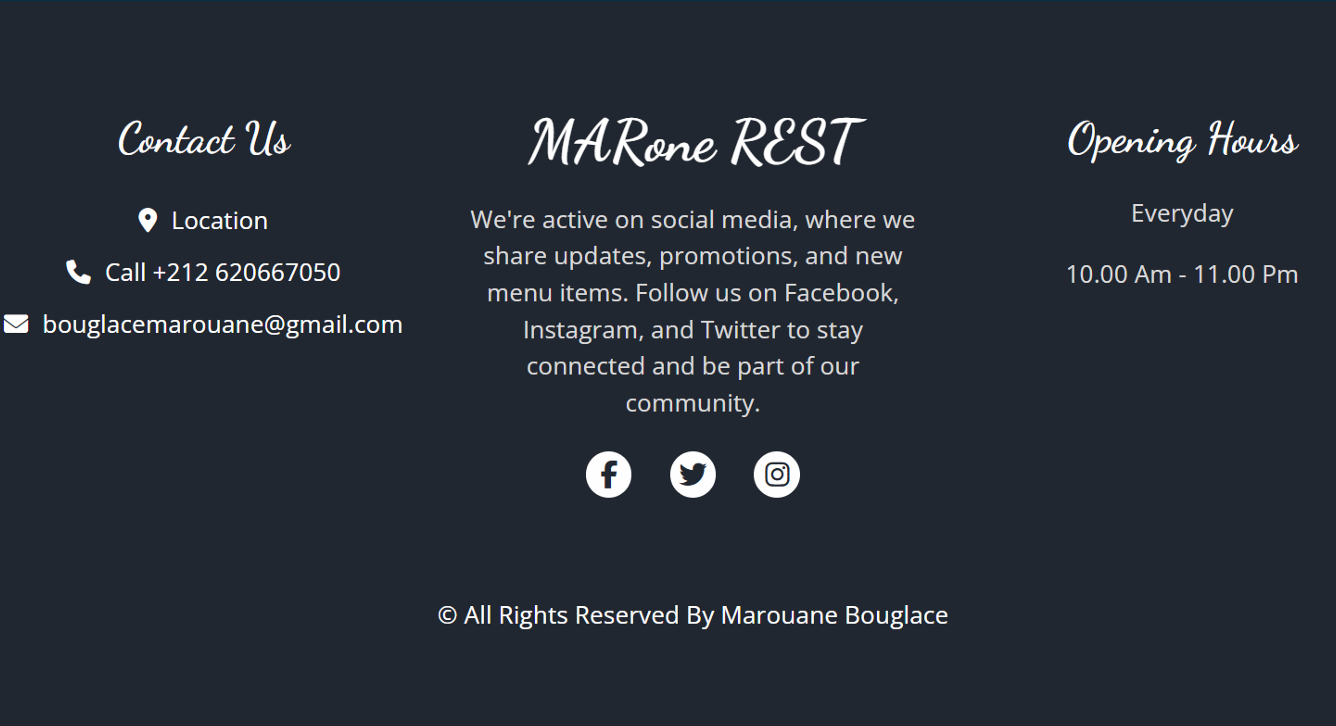 Contact Us
Location
Call +212 620667050
bouglacemarouane@gmail.com
MARone REST
We're active on social media, where we
share updates, promotions, and new
menu items. Follow us on Facebook,
Instagram, and Twitter to stay
connected and be part of our
community.
Opening Hours
Everyday
10.00 Am - 11.00 Pm
© All Rights Reserved By Marouane Bouglace